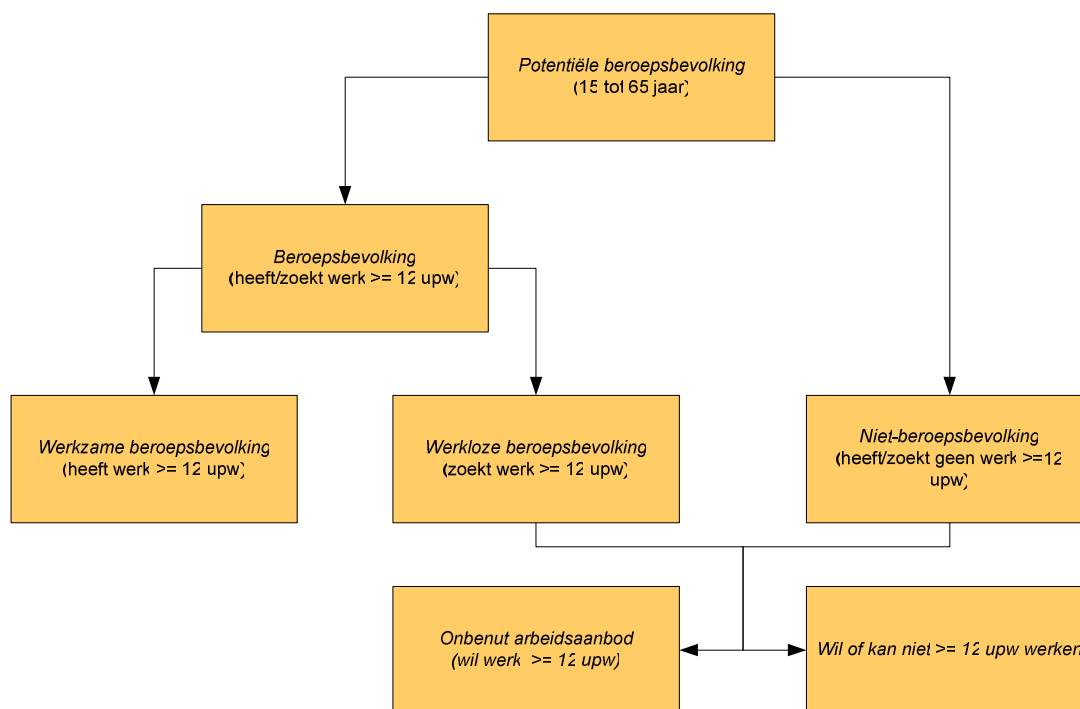 Potentiële beroepsbevolking
(15 tot 65 jaar)
Beroepsbevolking
(heeft/zoekt werk >= 12 upw)
Werkzame beroepsbevolking
(heeft werk >= 12 upw)
Werkloze beroepsbevolking
(zoekt werk >= 12 upw)
Niet-beroepsbevolking
(heeft/zoekt geen werk >=12
upw)
Onbenut arbeidsaanbod
(wil werk >= 12 upw)
Wil of kan niet >= 12 upw werken